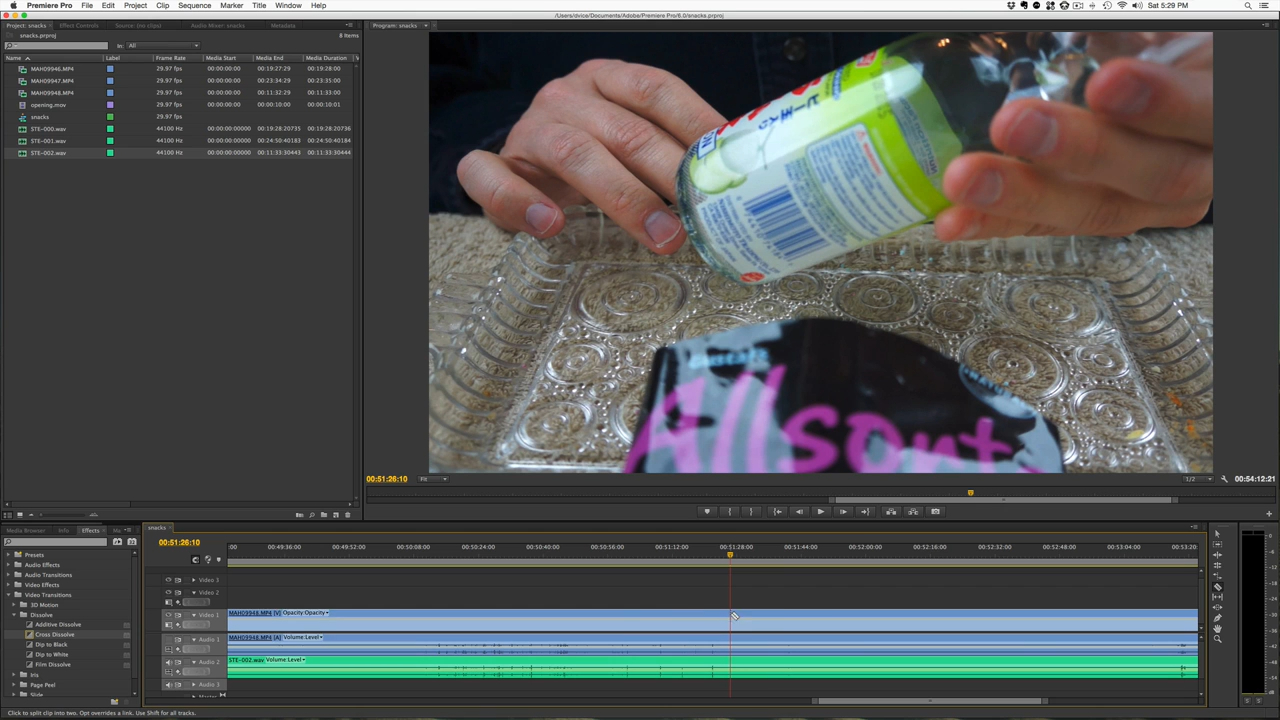 Premiere Pro File Edit Project Clip Sequence Marker Title Window Help
Sat 5:29 PM
/Users/dvice/Documents/Adobe/Premiere Pro/6.0/snacks.prproj
Project: snacks Effect Controls Source: (no clips) Audio Mixer: snacks Metadata
Program: snacks
snacks.prproj
8 Items
In: All
Name Label Frame Rate Media Start Media End Media Duration
MAH09946.MP4 29.97 fps 00:00:00:00 00:19:27:29 00:19:28:00
MAH09947.MP4 29.97 fps 00:00:00:00 00:23:34:29 00:23:35:00
MAH09948.MP4 29.97 fps 00:00:00:00 00:11:32:29 00:11:33:00
opening.mov 29.97 fps 00:00:00:00 00:00:10:00 00:00:10:01
snacks 29.97 fps
STE-000.wav 44100 Hz 00:00:00:00000 00:19:28:20735 00:19:28:20736
STE-001.wav 44100 Hz 00:00:00:00000 00:24:50:40183 00:24:50:40184
STE-002.wav 44100 Hz 00:00:00:00000 00:11:33:30443 00:11:33:30444
Allsorts
00:51:26:10 Fit 1/2 00:54:12:21
Media Browser Info Effects
snacks
00:51:26:10
:00 00:49:36:00 00:49:52:00 00:50:08:00 00:50:24:00 00:50:40:00 00:50:56:00 00:51:12:00 00:51:28:00 00:51:44:00 00:52:00:00 00:52:16:00 00:52:32:00 00:52:48:00 00:53:04:00 00:53:20:
Presets
Audio Effects
Audio Transitions
Video Effects
Video Transitions
3D Motion
Dissolve
Additive Dissolve
Cross Dissolve
Dip to Black
Dip to White
Film Dissolve
Iris
Page Peel
Slide
Video 3
Video 2
Video 1
MAH09948.MP4 [V] Opacity:Opacity
Audio 1
MAH09948.MP4 [A] Volume:Level
Audio 2
STE-002.wav Volume:Level
Audio 3
0
-6
-12
-18
-24
-30
-36
-42
-48
-54
dB
S S
Click to split clip into two. Opt overrides a link. Use Shift for all tracks.